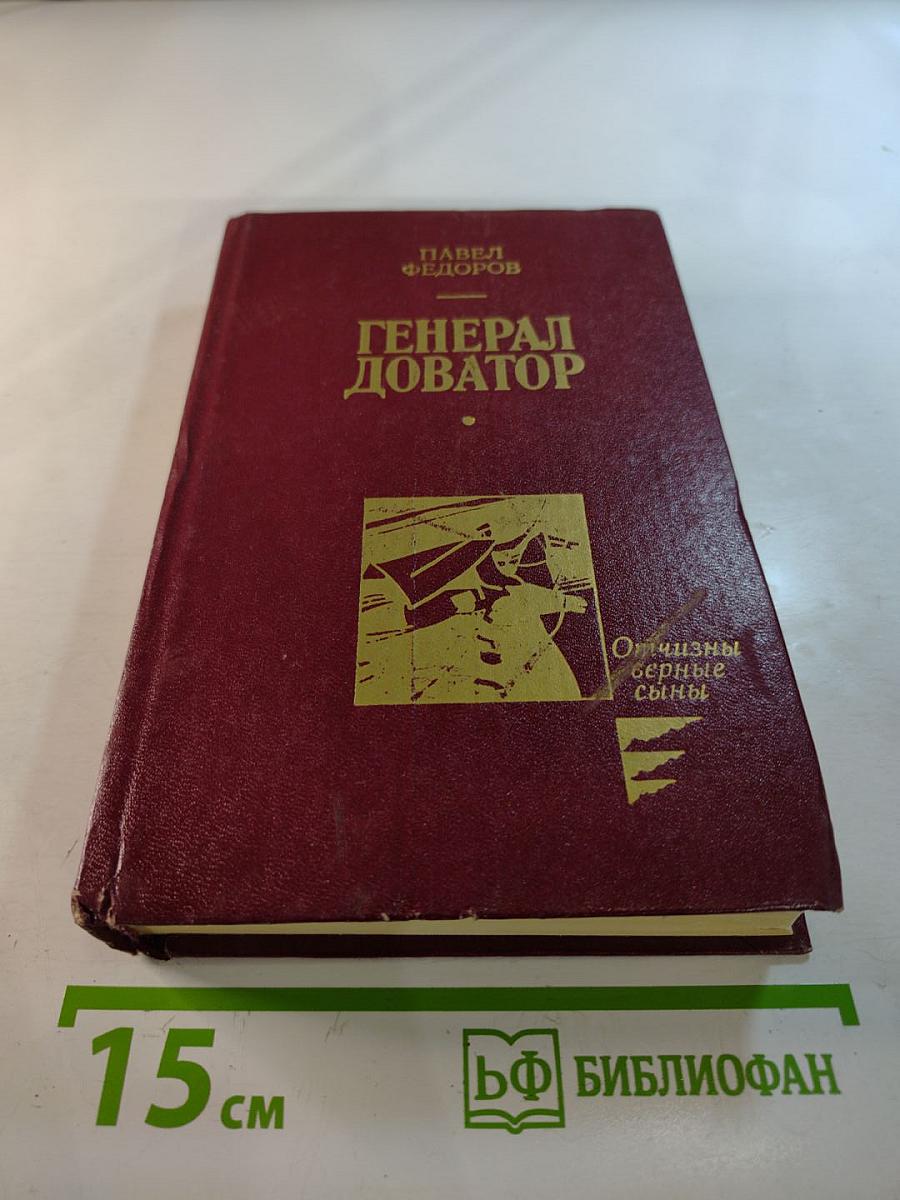 ПАВЕЛ
ФЕДОРОВ
ГЕНЕРАЛ
ДОВАТОР
Отчизны
верные
сыны
15 см
ЬФ БИБЛИОФАН